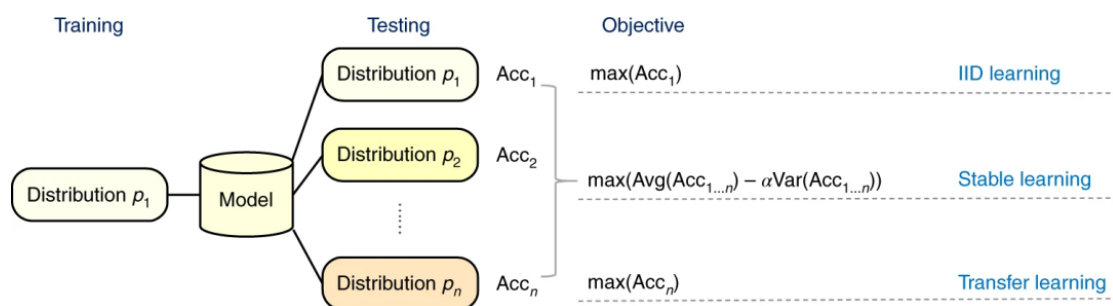 Training Testing Objective
Distribution p₁ Acc₁ max(Acc₁) IID learning
Distribution p₂ Acc₂
Distribution p₁ Model max(Avg(Acc₁...ₙ) – αVar(Acc₁...ₙ)) Stable learning
Distribution pₙ Accₙ max(Accₙ) Transfer learning